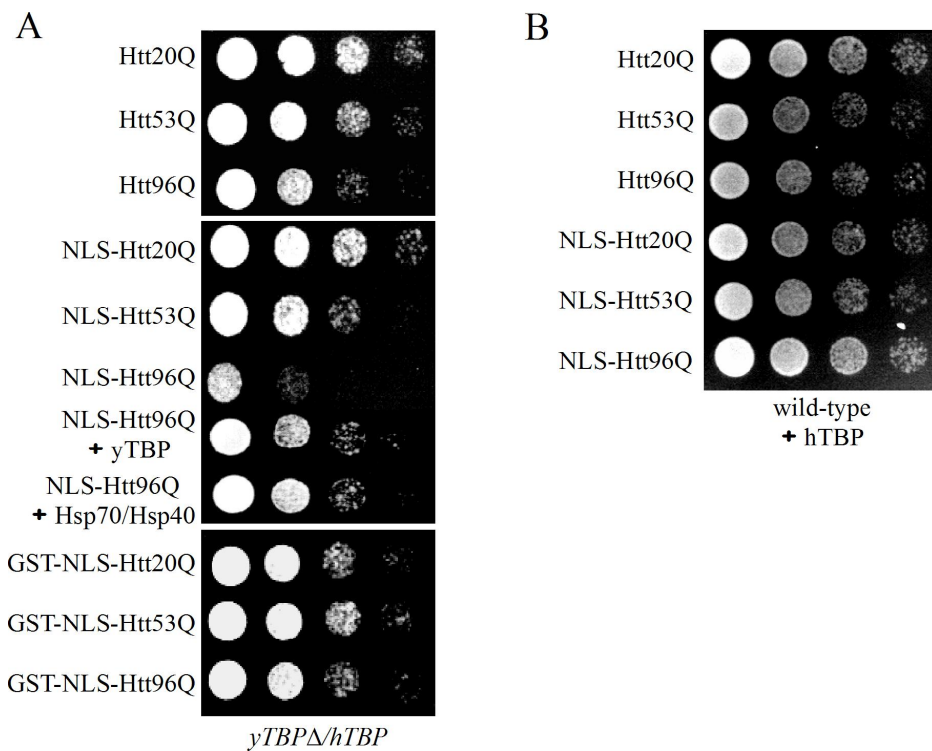 A
Htt20Q
Htt53Q
Htt96Q
NLS-Htt20Q
NLS-Htt53Q
NLS-Htt96Q
NLS-Htt96Q
+ yTBP
NLS-Htt96Q
+ Hsp70/Hsp40
GST-NLS-Htt20Q
GST-NLS-Htt53Q
GST-NLS-Htt96Q
yTBPΔ/hTBP
B
Htt20Q
Htt53Q
Htt96Q
NLS-Htt20Q
NLS-Htt53Q
NLS-Htt96Q
wild-type
+ hTBP